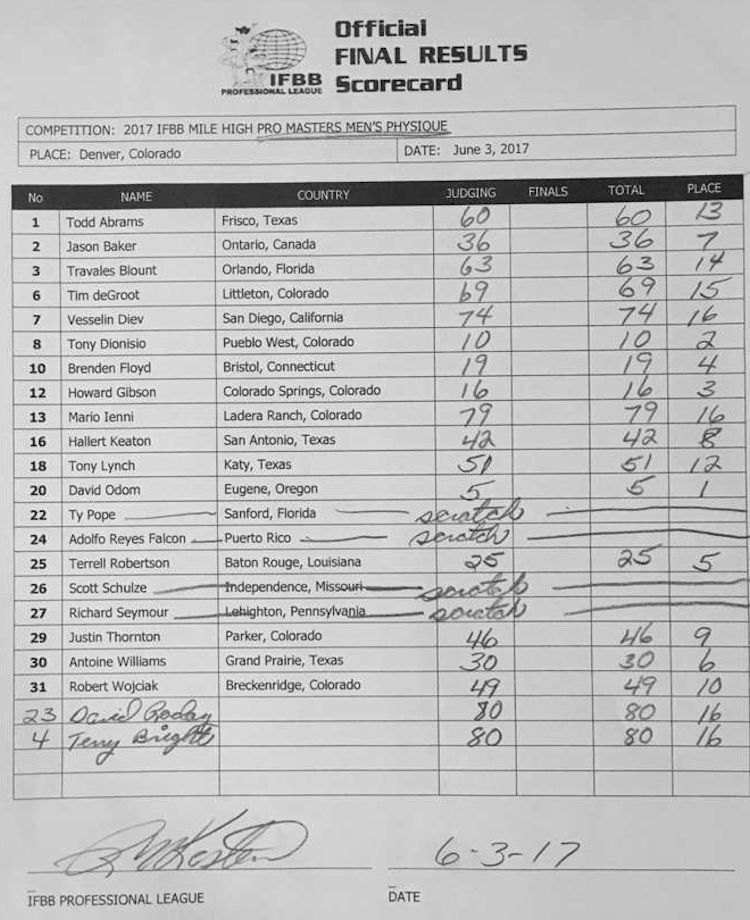 Official
FINAL RESULTS
Scorecard
IFBB
PROFESSIONAL LEAGUE
COMPETITION: 2017 IFBB MILE HIGH PRO MASTERS MEN'S PHYSIQUE
PLACE: Denver, Colorado DATE: June 3, 2017
No NAME COUNTRY JUDGING FINALS TOTAL PLACE
1 Todd Abrams Frisco, Texas 60 60 13
2 Jason Baker Ontario, Canada 36 36 7
3 Travales Blount Orlando, Florida 63 63 14
6 Tim deGroot Littleton, Colorado 69 69 15
7 Vesselin Diev San Diego, California 74 74 16
8 Tony Dionisio Pueblo West, Colorado 10 10 2
10 Brenden Floyd Bristol, Connecticut 19 19 4
12 Howard Gibson Colorado Springs, Colorado 16 16 3
13 Mario Ienni Ladera Ranch, Colorado 79 79 16
16 Hallert Keaton San Antonio, Texas 42 42 8
18 Tony Lynch Katy, Texas 51 51 12
20 David Odom Eugene, Oregon 5 5 1
22 Ty Pope Sanford, Florida scratch
24 Adolfo Reyes Falcon Puerto Rico scratch
25 Terrell Robertson Baton Rouge, Louisiana 25 25 5
26 Scott Schulze Independence, Missouri scratch
27 Richard Seymour Lehighton, Pennsylvania scratch
29 Justin Thornton Parker, Colorado 46 46 9
30 Antoine Williams Grand Prairie, Texas 30 30 6
31 Robert Wojciak Breckenridge, Colorado 49 49 10
23 David Roday 80 80 16
4 Terry Bright 80 80 16
6-3-17
IFBB PROFESSIONAL LEAGUE DATE